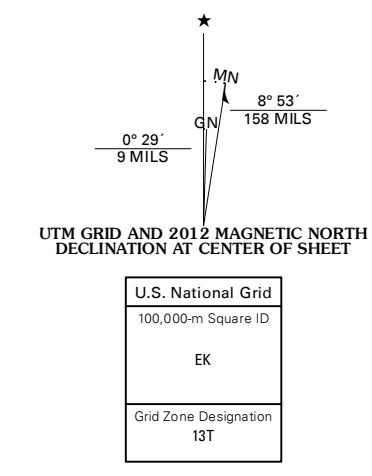 ★
MN
8° 53´
158 MILS
GN
0° 29´
9 MILS
UTM GRID AND 2012 MAGNETIC NORTH
DECLINATION AT CENTER OF SHEET
U.S. National Grid
100,000-m Square ID
EK
Grid Zone Designation
13T